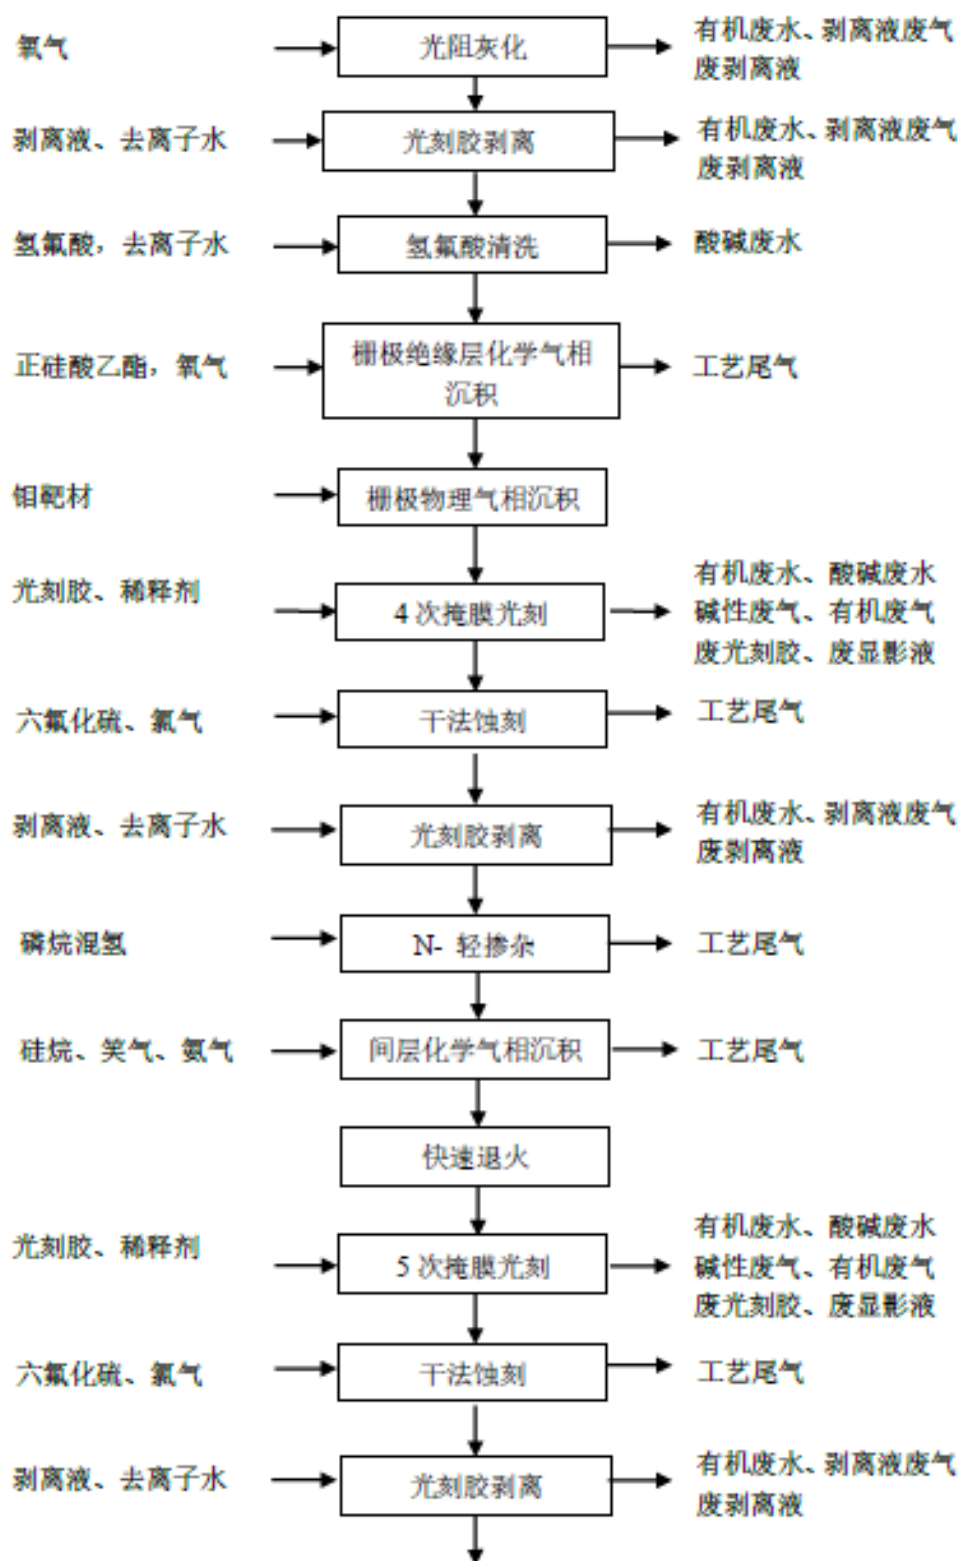 氧气
光阻灰化
有机废水、剥离液废气
废剥离液
剥离液、去离子水
光刻胶剥离
有机废水、剥离液废气
废剥离液
氢氟酸，去离子水
氢氟酸清洗
酸碱废水
正硅酸乙酯，氧气
栅极绝缘层化学气相
沉积
工艺尾气
钼靶材
栅极物理气相沉积
光刻胶、稀释剂
4 次掩膜光刻
有机废水、酸碱废水
碱性废气、有机废气
废光刻胶、废显影液
六氟化硫、氯气
干法蚀刻
工艺尾气
剥离液、去离子水
光刻胶剥离
有机废水、剥离液废气
废剥离液
磷烷混氢
N- 轻掺杂
工艺尾气
硅烷、笑气、氨气
间层化学气相沉积
工艺尾气
快速退火
光刻胶、稀释剂
5 次掩膜光刻
有机废水、酸碱废水
碱性废气、有机废气
废光刻胶、废显影液
六氟化硫、氯气
干法蚀刻
工艺尾气
剥离液、去离子水
光刻胶剥离
有机废水、剥离液废气
废剥离液